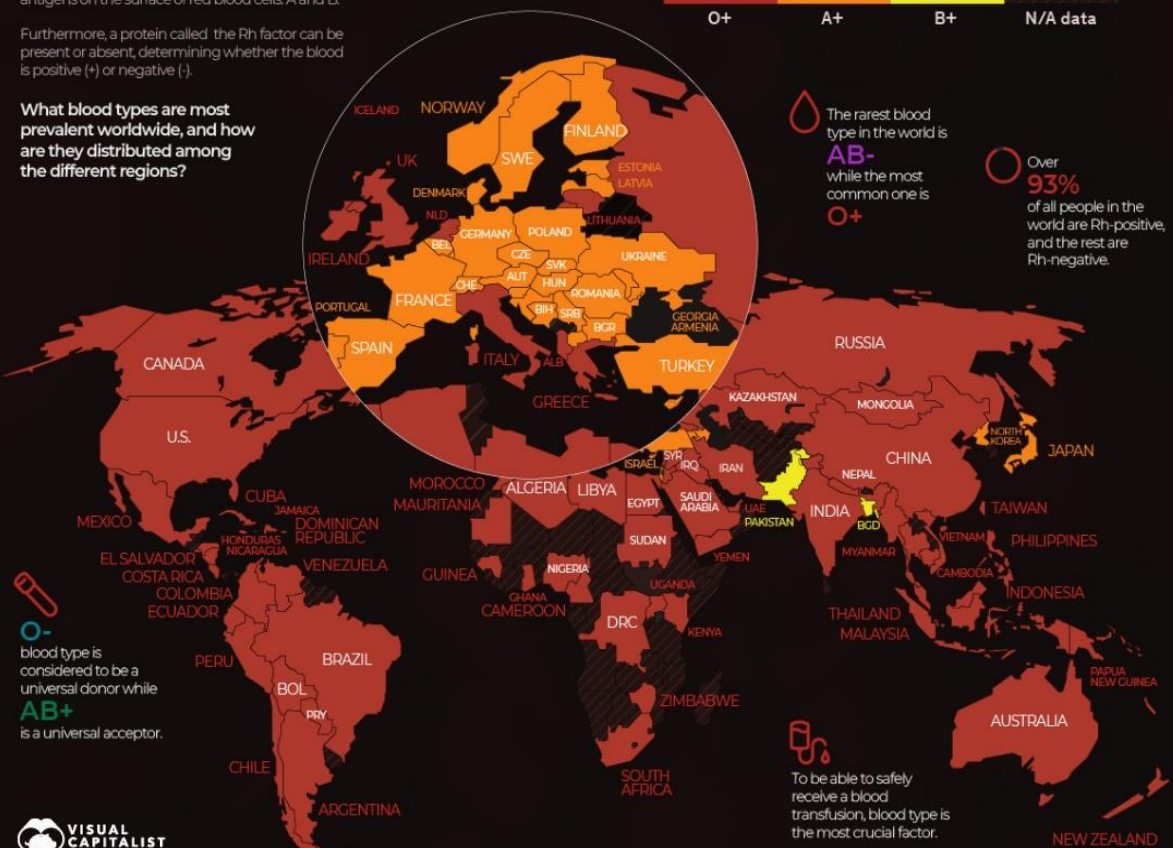 antigens on the surface of red blood cells: A and B.
Furthermore, a protein called the Rh factor can be
present or absent, determining whether the blood
is positive (+) or negative (-).
What blood types are most
prevalent worldwide, and how
are they distributed among
the different regions?
O+
A+
B+
N/A data
The rarest blood
type in the world is
AB-
while the most
common one is
O+
Over
93%
of all people in the
world are Rh-positive,
and the rest are
Rh-negative.
ICELAND
NORWAY
FINLAND
SWE
UK
ESTONIA
LATVIA
DENMARK
NLD
LITHUANIA
GERMANY
POLAND
BEL
IRELAND
CZE
UKRAINE
SVK
AUT
HUN
CHE
ROMANIA
FRANCE
PORTUGAL
BIH
SRB
BGR
GEORGIA
ARMENIA
SPAIN
ITALY
ALB
TURKEY
GREECE
CANADA
U.S.
RUSSIA
KAZAKHSTAN
MONGOLIA
NORTH
KOREA
JAPAN
CHINA
ISRAEL
SYR
IRQ
IRAN
NEPAL
MOROCCO
MAURITANIA
ALGERIA
LIBYA
EGYPT
SAUDI
ARABIA
UAE
PAKISTAN
INDIA
BGD
TAIWAN
CUBA
JAMAICA
MEXICO
DOMINICAN
REPUBLIC
HONDURAS
NICARAGUA
EL SALVADOR
COSTA RICA
VENEZUELA
COLOMBIA
ECUADOR
SUDAN
YEMEN
MYANMAR
VIETNAM
PHILIPPINES
GUINEA
NIGERIA
GHANA
CAMEROON
UGANDA
CAMBODIA
INDONESIA
THAILAND
MALAYSIA
DRC
KENYA
PERU
BRAZIL
BOL
PRY
PAPUA
NEW GUINEA
ZIMBABWE
AUSTRALIA
CHILE
ARGENTINA
SOUTH
AFRICA
NEW ZEALAND
O-
blood type is
considered to be a
universal donor while
AB+
is a universal acceptor.
To be able to safely
receive a blood
transfusion, blood type is
the most crucial factor.
VISUAL
CAPITALIST